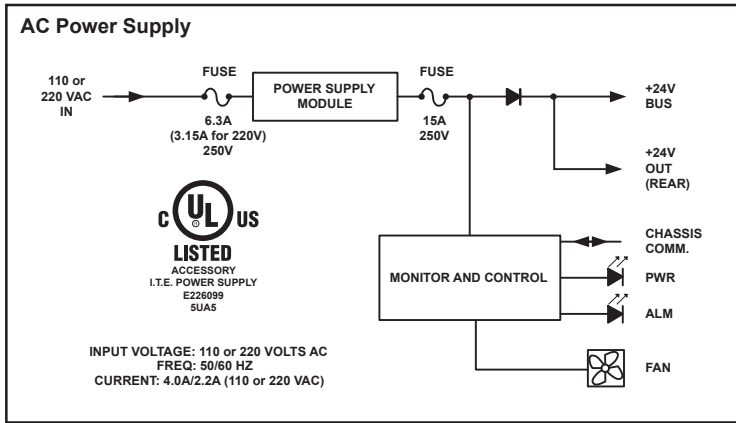 AC Power Supply
110 or
220 VAC
IN
FUSE
6.3A
(3.15A for 220V)
250V
POWER SUPPLY
MODULE
FUSE
15A
250V
+24V
BUS
+24V
OUT
(REAR)
C UL US
®
LISTED
ACCESSORY
I.T.E. POWER SUPPLY
E226099
5UA5
MONITOR AND CONTROL
CHASSIS
COMM.
PWR
ALM
FAN
INPUT VOLTAGE: 110 or 220 VOLTS AC
FREQ: 50/60 HZ
CURRENT: 4.0A/2.2A (110 or 220 VAC)